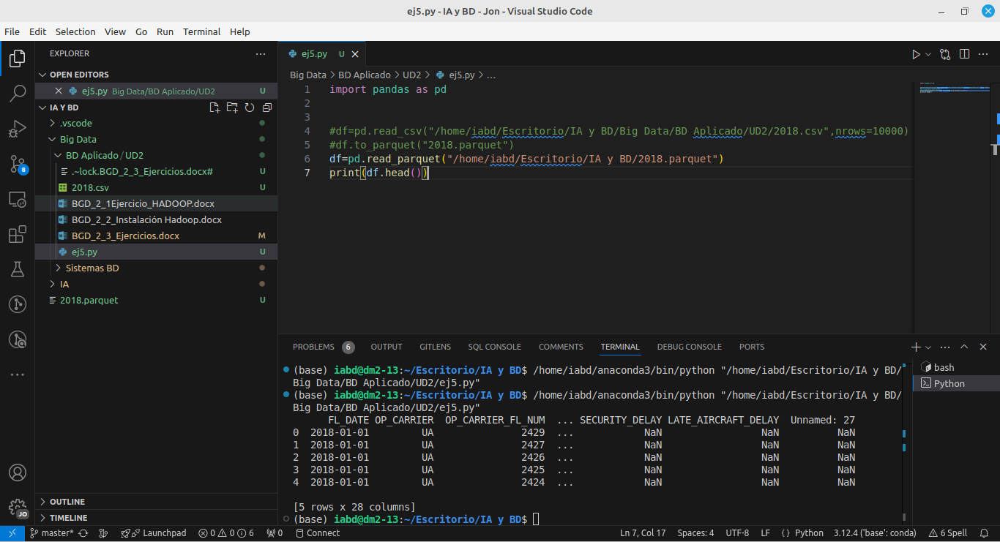 ej5.py - IA y BD - Jon - Visual Studio Code
File Edit Selection View Go Run Terminal Help
EXPLORER
OPEN EDITORS
ej5.py Big Data/BD Aplicado/UD2 U
IA Y BD
.vscode
Big Data
BD Aplicado / UD2
.~lock.BGD_2_3_Ejercicios.docx# U
2018.csv U
BGD_2_1Ejercicio_HADOOP.docx
BGD_2_2_Instalación Hadoop.docx
BGD_2_3_Ejercicios.docx M
ej5.py U
Sistemas BD
IA
2018.parquet U
OUTLINE
TIMELINE
8
JO
ej5.py U
Big Data > BD Aplicado > UD2 > ej5.py > ...
1 import pandas as pd
2
3
4 #df=pd.read_csv("/home/iabd/Escritorio/IA y BD/Big Data/BD Aplicado/UD2/2018.csv",nrows=10000)
5 #df.to_parquet("2018.parquet")
6 df=pd.read_parquet("/home/iabd/Escritorio/IA y BD/2018.parquet")
7 print(df.head())
PROBLEMS 6 OUTPUT GITLENS SQL CONSOLE COMMENTS TERMINAL DEBUG CONSOLE PORTS
bash
Python
(base) iabd@dm2-13:~/Escritorio/IA y BD$ /home/iabd/anaconda3/bin/python "/home/iabd/Escritorio/IA y BD/
Big Data/BD Aplicado/UD2/ej5.py"
(base) iabd@dm2-13:~/Escritorio/IA y BD$ /home/iabd/anaconda3/bin/python "/home/iabd/Escritorio/IA y BD/
Big Data/BD Aplicado/UD2/ej5.py"
FL_DATE OP_CARRIER OP_CARRIER_FL_NUM ... SECURITY_DELAY LATE_AIRCRAFT_DELAY Unnamed: 27
0 2018-01-01 UA 2429 ... NaN NaN NaN
1 2018-01-01 UA 2427 ... NaN NaN NaN
2 2018-01-01 UA 2426 ... NaN NaN NaN
3 2018-01-01 UA 2425 ... NaN NaN NaN
4 2018-01-01 UA 2424 ... NaN NaN NaN
[5 rows x 28 columns]
(base) iabd@dm2-13:~/Escritorio/IA y BD$
master* Launchpad 0 0 6 0 Connect Ln 7, Col 17 Spaces: 4 UTF-8 LF Python 3.12.4 ('base': conda) 6 Spell